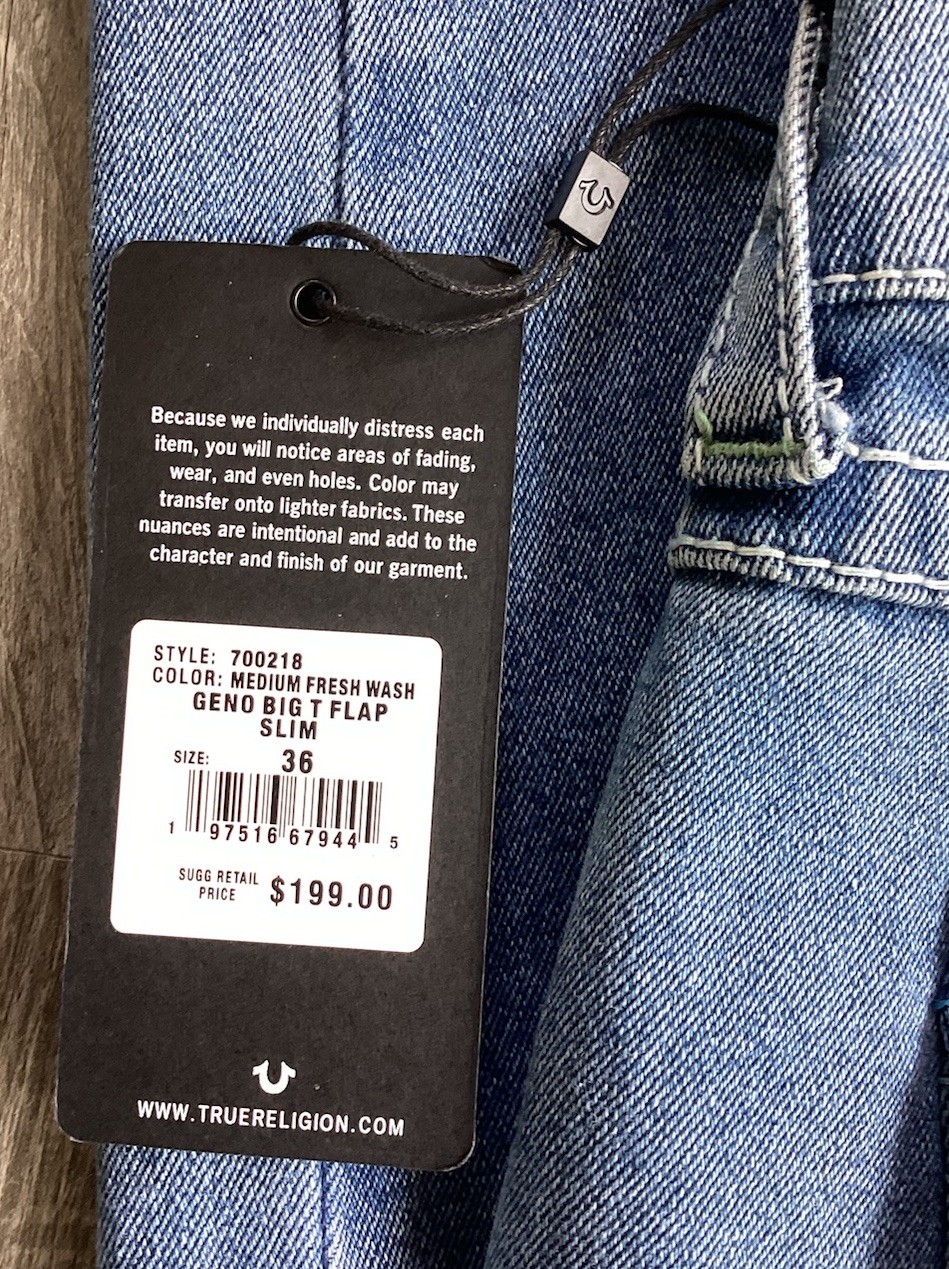 Because we individually distress each
item, you will notice areas of fading,
wear, and even holes. Color may
transfer onto lighter fabrics. These
nuances are intentional and add to the
character and finish of our garment.
STYLE: 700218
COLOR: MEDIUM FRESH WASH
GENO BIG T FLAP
SLIM
SIZE: 36
1 97516 67944 5
SUGG RETAIL
PRICE $199.00
WWW.TRUERELIGION.COM